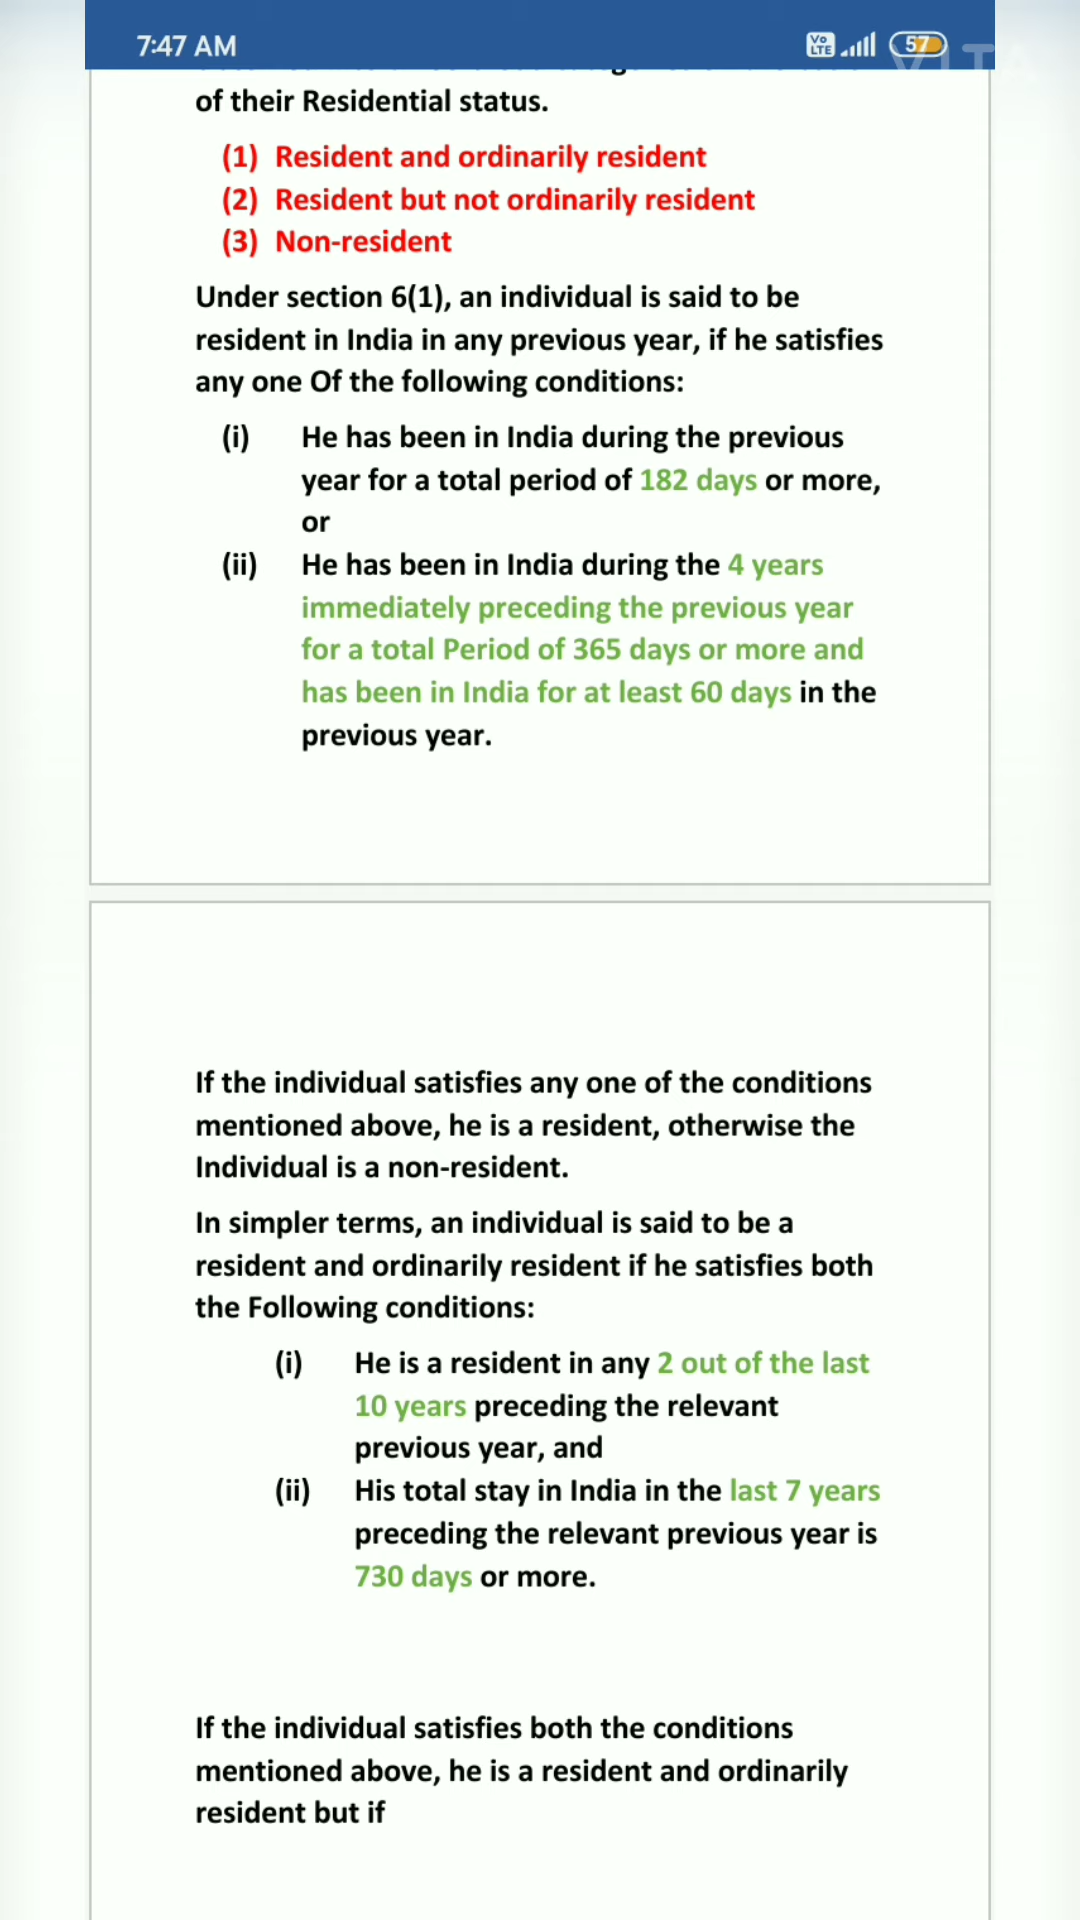 7:47 AM
Vo
LTE
57
VITA
of their Residential status.
(1) Resident and ordinarily resident
(2) Resident but not ordinarily resident
(3) Non-resident
Under section 6(1), an individual is said to be
resident in India in any previous year, if he satisfies
any one Of the following conditions:
(i) He has been in India during the previous
year for a total period of 182 days or more,
or
(ii) He has been in India during the 4 years
immediately preceding the previous year
for a total Period of 365 days or more and
has been in India for at least 60 days in the
previous year.
If the individual satisfies any one of the conditions
mentioned above, he is a resident, otherwise the
Individual is a non-resident.
In simpler terms, an individual is said to be a
resident and ordinarily resident if he satisfies both
the Following conditions:
(i) He is a resident in any 2 out of the last
10 years preceding the relevant
previous year, and
(ii) His total stay in India in the last 7 years
preceding the relevant previous year is
730 days or more.
If the individual satisfies both the conditions
mentioned above, he is a resident and ordinarily
resident but if